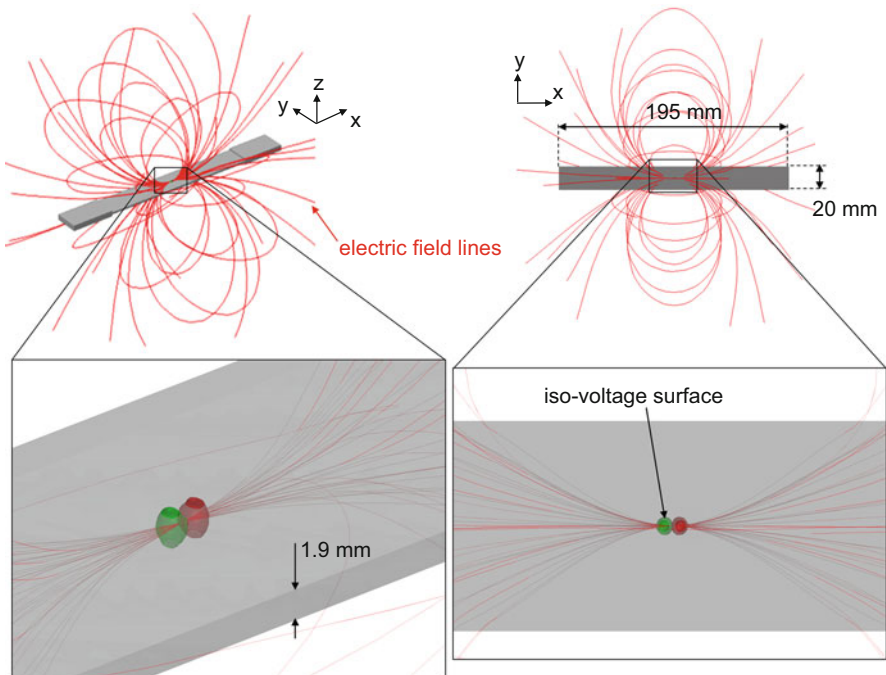 z
y
x
electric field lines
y
x
195 mm
20 mm
1.9 mm
iso-voltage surface